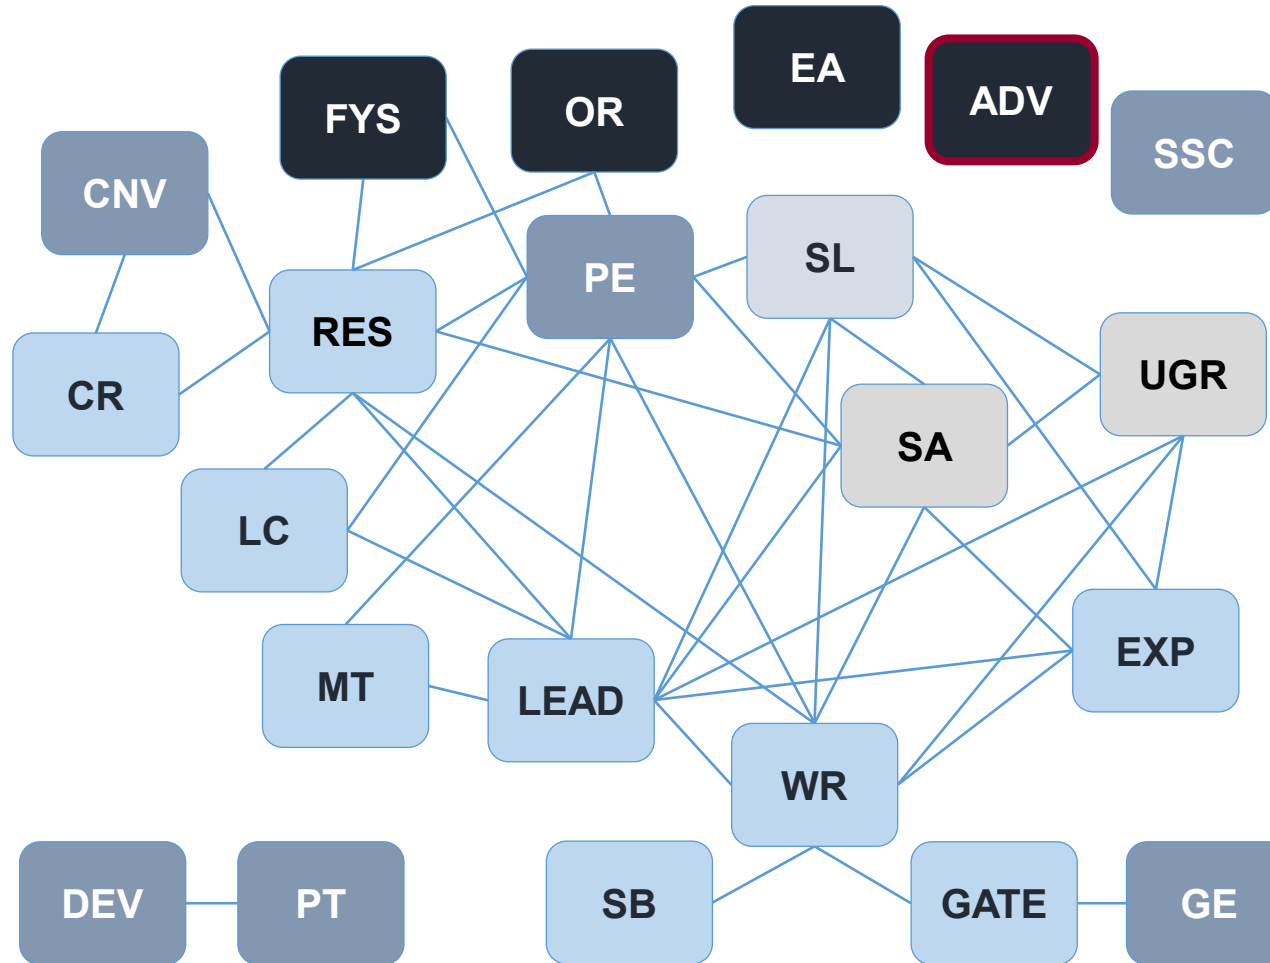 EA
ADV
OR
FYS
SSC
CNV
SL
PE
RES
UGR
CR
SA
LC
EXP
MT
LEAD
WR
DEV
PT
SB
GATE
GE